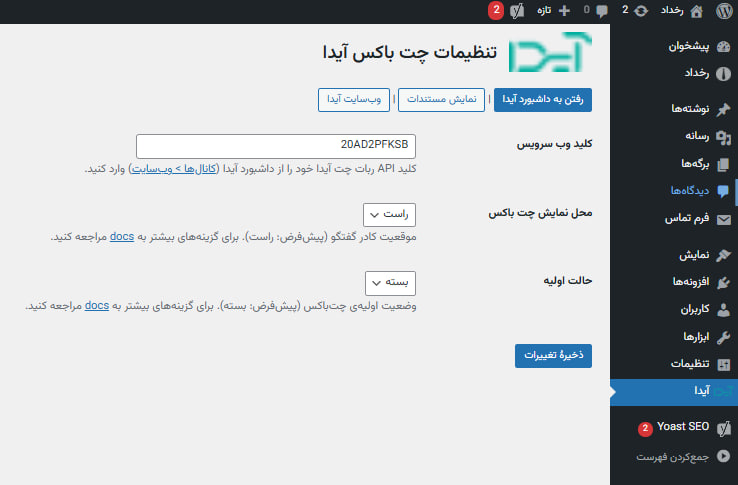 رخداد
2
0
تازه
2
پیشخوان
رخداد
نوشته‌ها
رسانه
برگه‌ها
دیدگاه‌ها
فرم تماس
نمایش
افزونه‌ها
کاربران
ابزارها
تنظیمات
آیدا
Yoast SEO 2
جمع‌کردن فهرست
تنظیمات چت باکس آیدا
رفتن به داشبورد آیدا | نمایش مستندات | وب‌سایت آیدا
کلید وب سرویس
20AD2PFKSB
کلید API ربات چت آیدا خود را از داشبورد آیدا (کانال‌ها > وب‌سایت) وارد کنید.
محل نمایش چت باکس
راست
موقعیت کادر گفتگو (پیش‌فرض: راست). برای گزینه‌های بیشتر به docs مراجعه کنید.
حالت اولیه
بسته
وضعیت اولیه‌ی چت‌باکس (پیش‌فرض: بسته). برای گزینه‌های بیشتر به docs مراجعه کنید.
ذخیرهٔ تغییرات